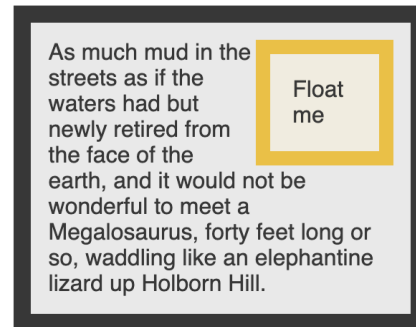 As much mud in the
streets as if the
waters had but
newly retired from
the face of the
earth, and it would not be
wonderful to meet a
Megalosaurus, forty feet long or
so, waddling like an elephantine
lizard up Holborn Hill.
Float
me